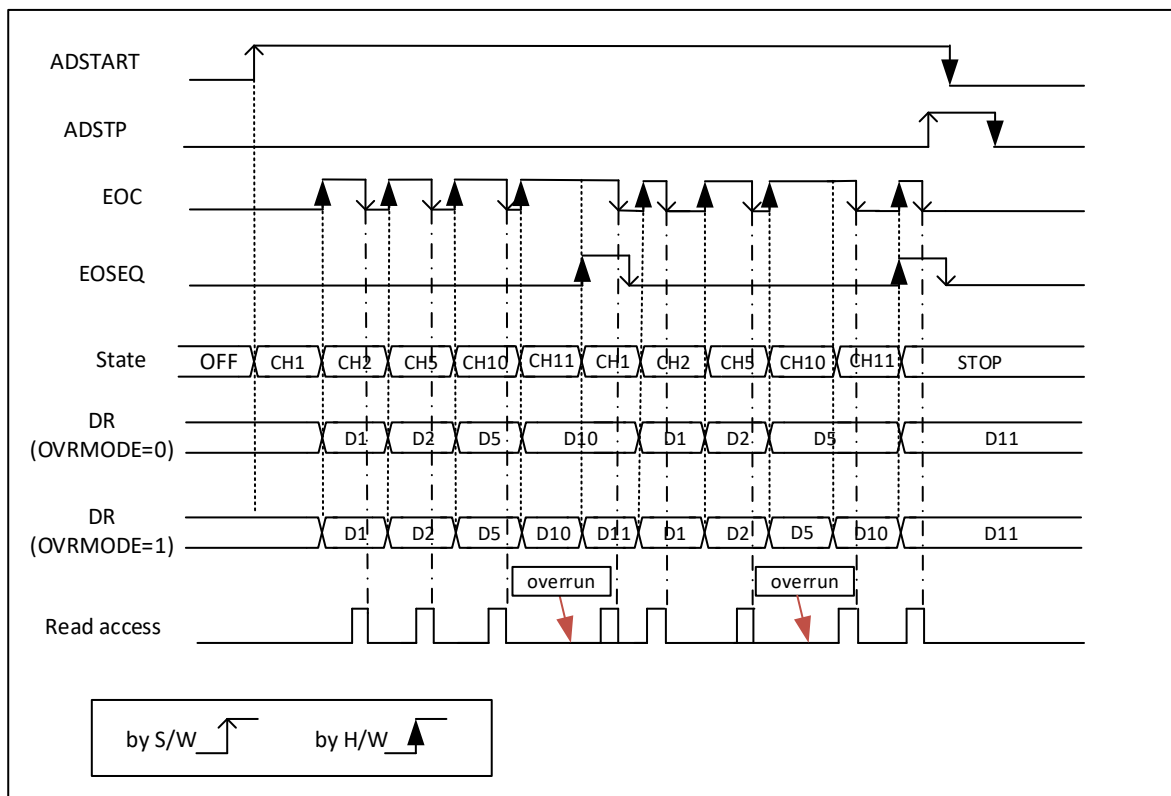 ADSTART
ADSTP
EOC
EOSEQ
State OFF CH1 CH2 CH5 CH10 CH11 CH1 CH2 CH5 CH10 CH11 STOP
DR
(OVRMODE=0) D1 D2 D5 D10 D1 D2 D5 D11
DR
(OVRMODE=1) D1 D2 D5 D10 D11 D1 D2 D5 D10 D11
overrun overrun
Read access
by S/W by H/W